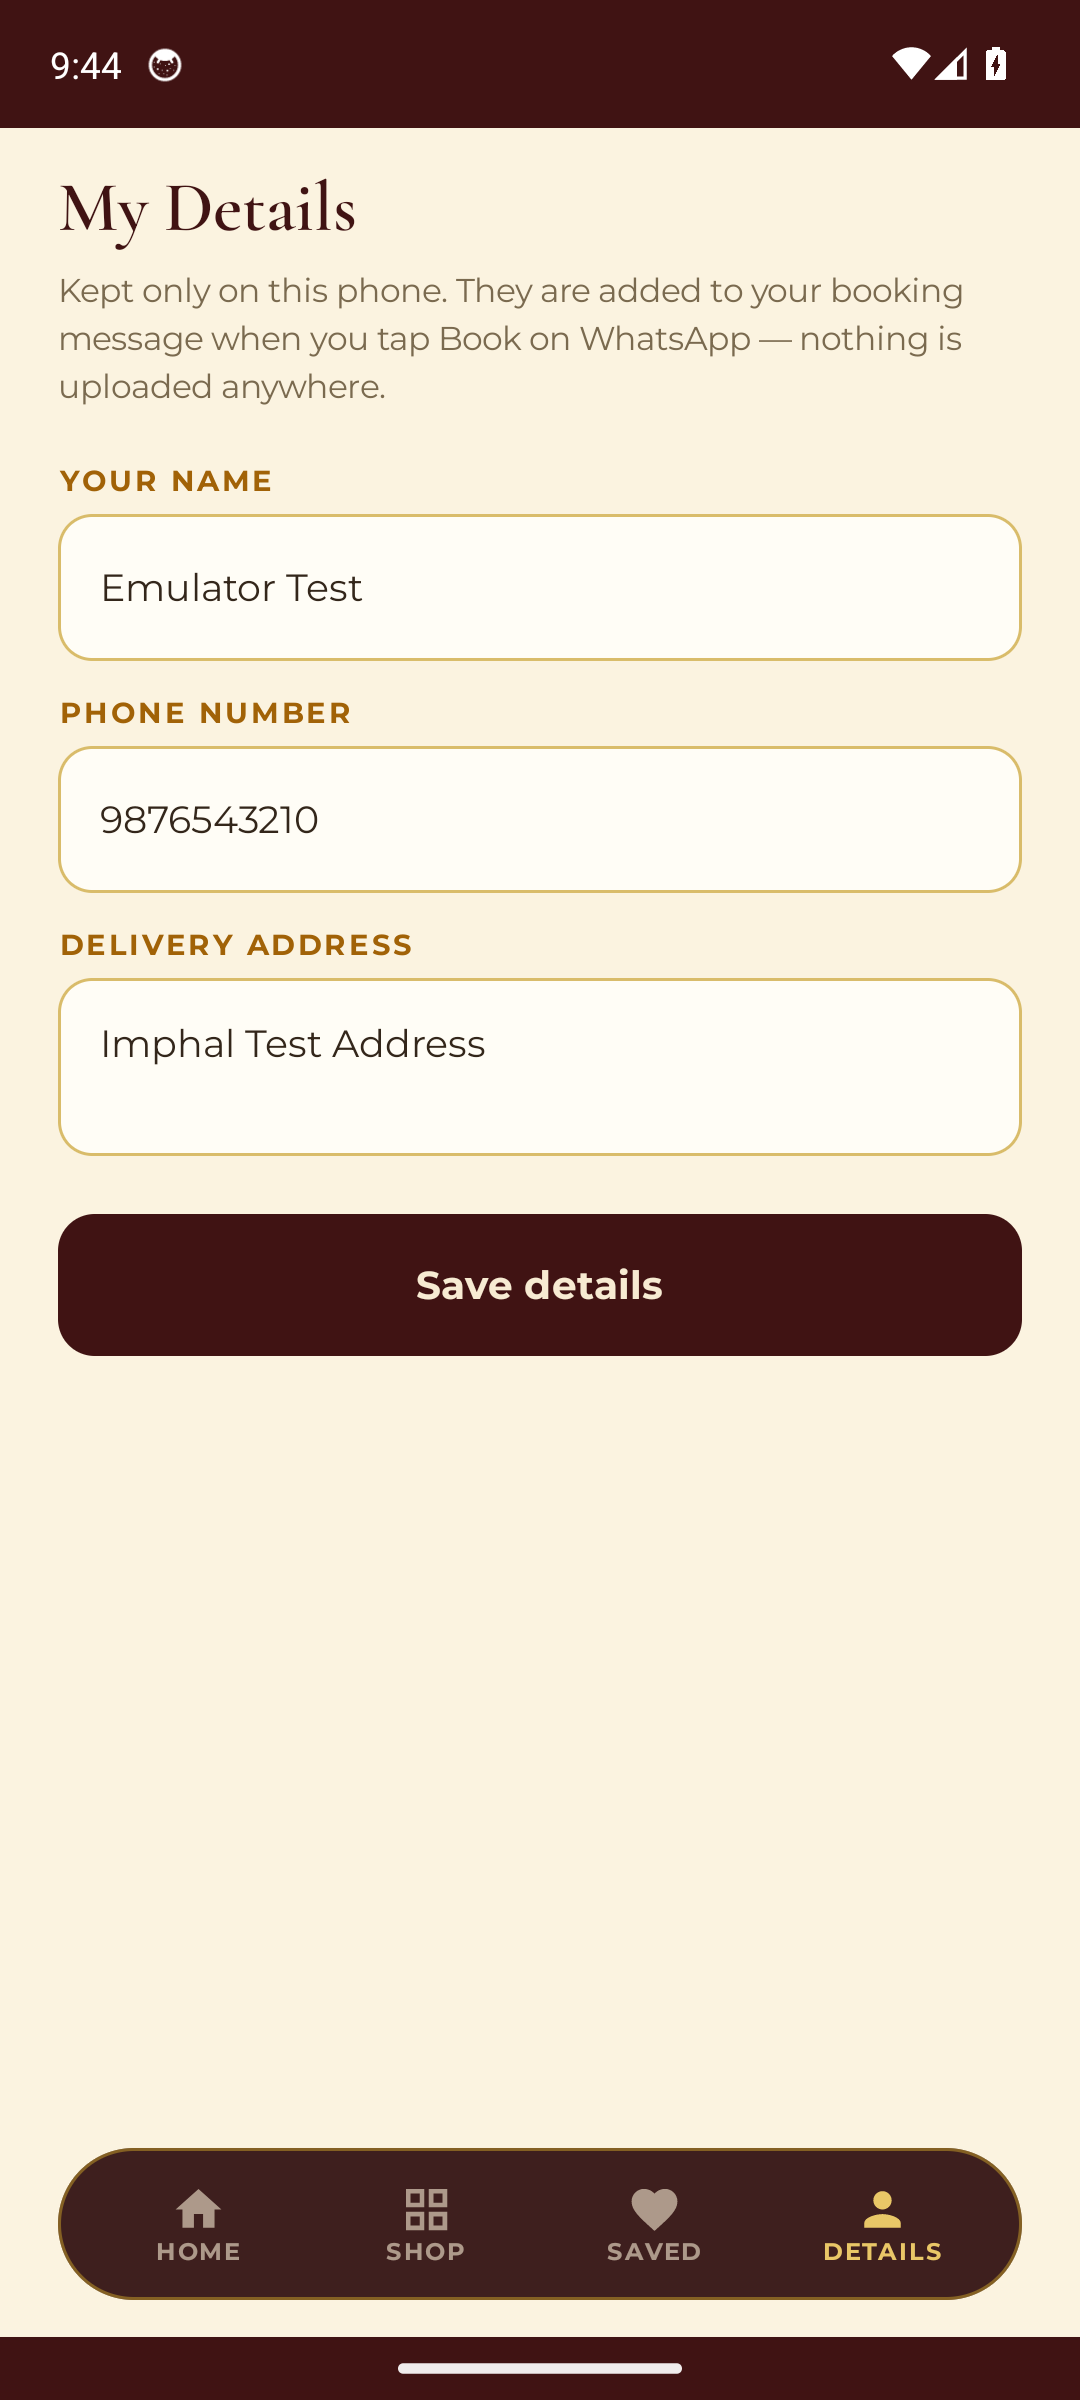 9:44
My Details
Kept only on this phone. They are added to your booking
message when you tap Book on WhatsApp — nothing is
uploaded anywhere.
YOUR NAME
Emulator Test
PHONE NUMBER
9876543210
DELIVERY ADDRESS
Imphal Test Address
Save details
HOME SHOP SAVED DETAILS